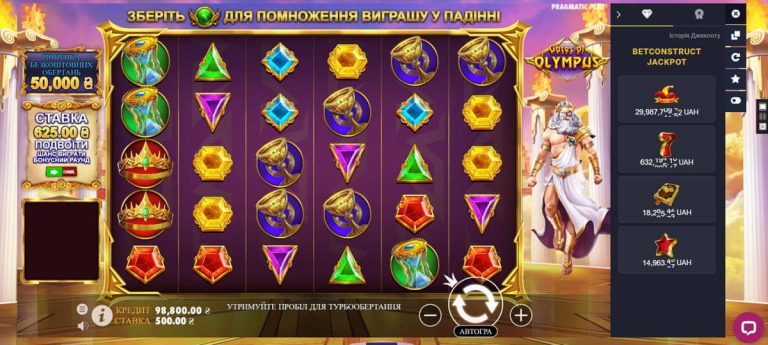 ЗБЕРІТЬ ДЛЯ ПОМНОЖЕННЯ ВИГРАШУ У ПАДІННІ
PRAGMATIC PLAY
БЕЗКОШТОВНИХ
ОБЕРТАНЬ
50,000 ₴
СТАВКА
625.00 ₴
ПОДВОЇТИ
ШАНС ВИГРАТИ
БОНУСНИЙ РАУНД
GATES OF
OLYMPUS
Історія Джекпоту
BETCONSTRUCT
JACKPOT
UAH
UAH
UAH
UAH
КРЕДИТ 98,800.00 ₴
СТАВКА 500.00 ₴
УТРИМУЙТЕ ПРОБІЛ ДЛЯ ТУРБООБЕРТАННЯ
АВТОГРА